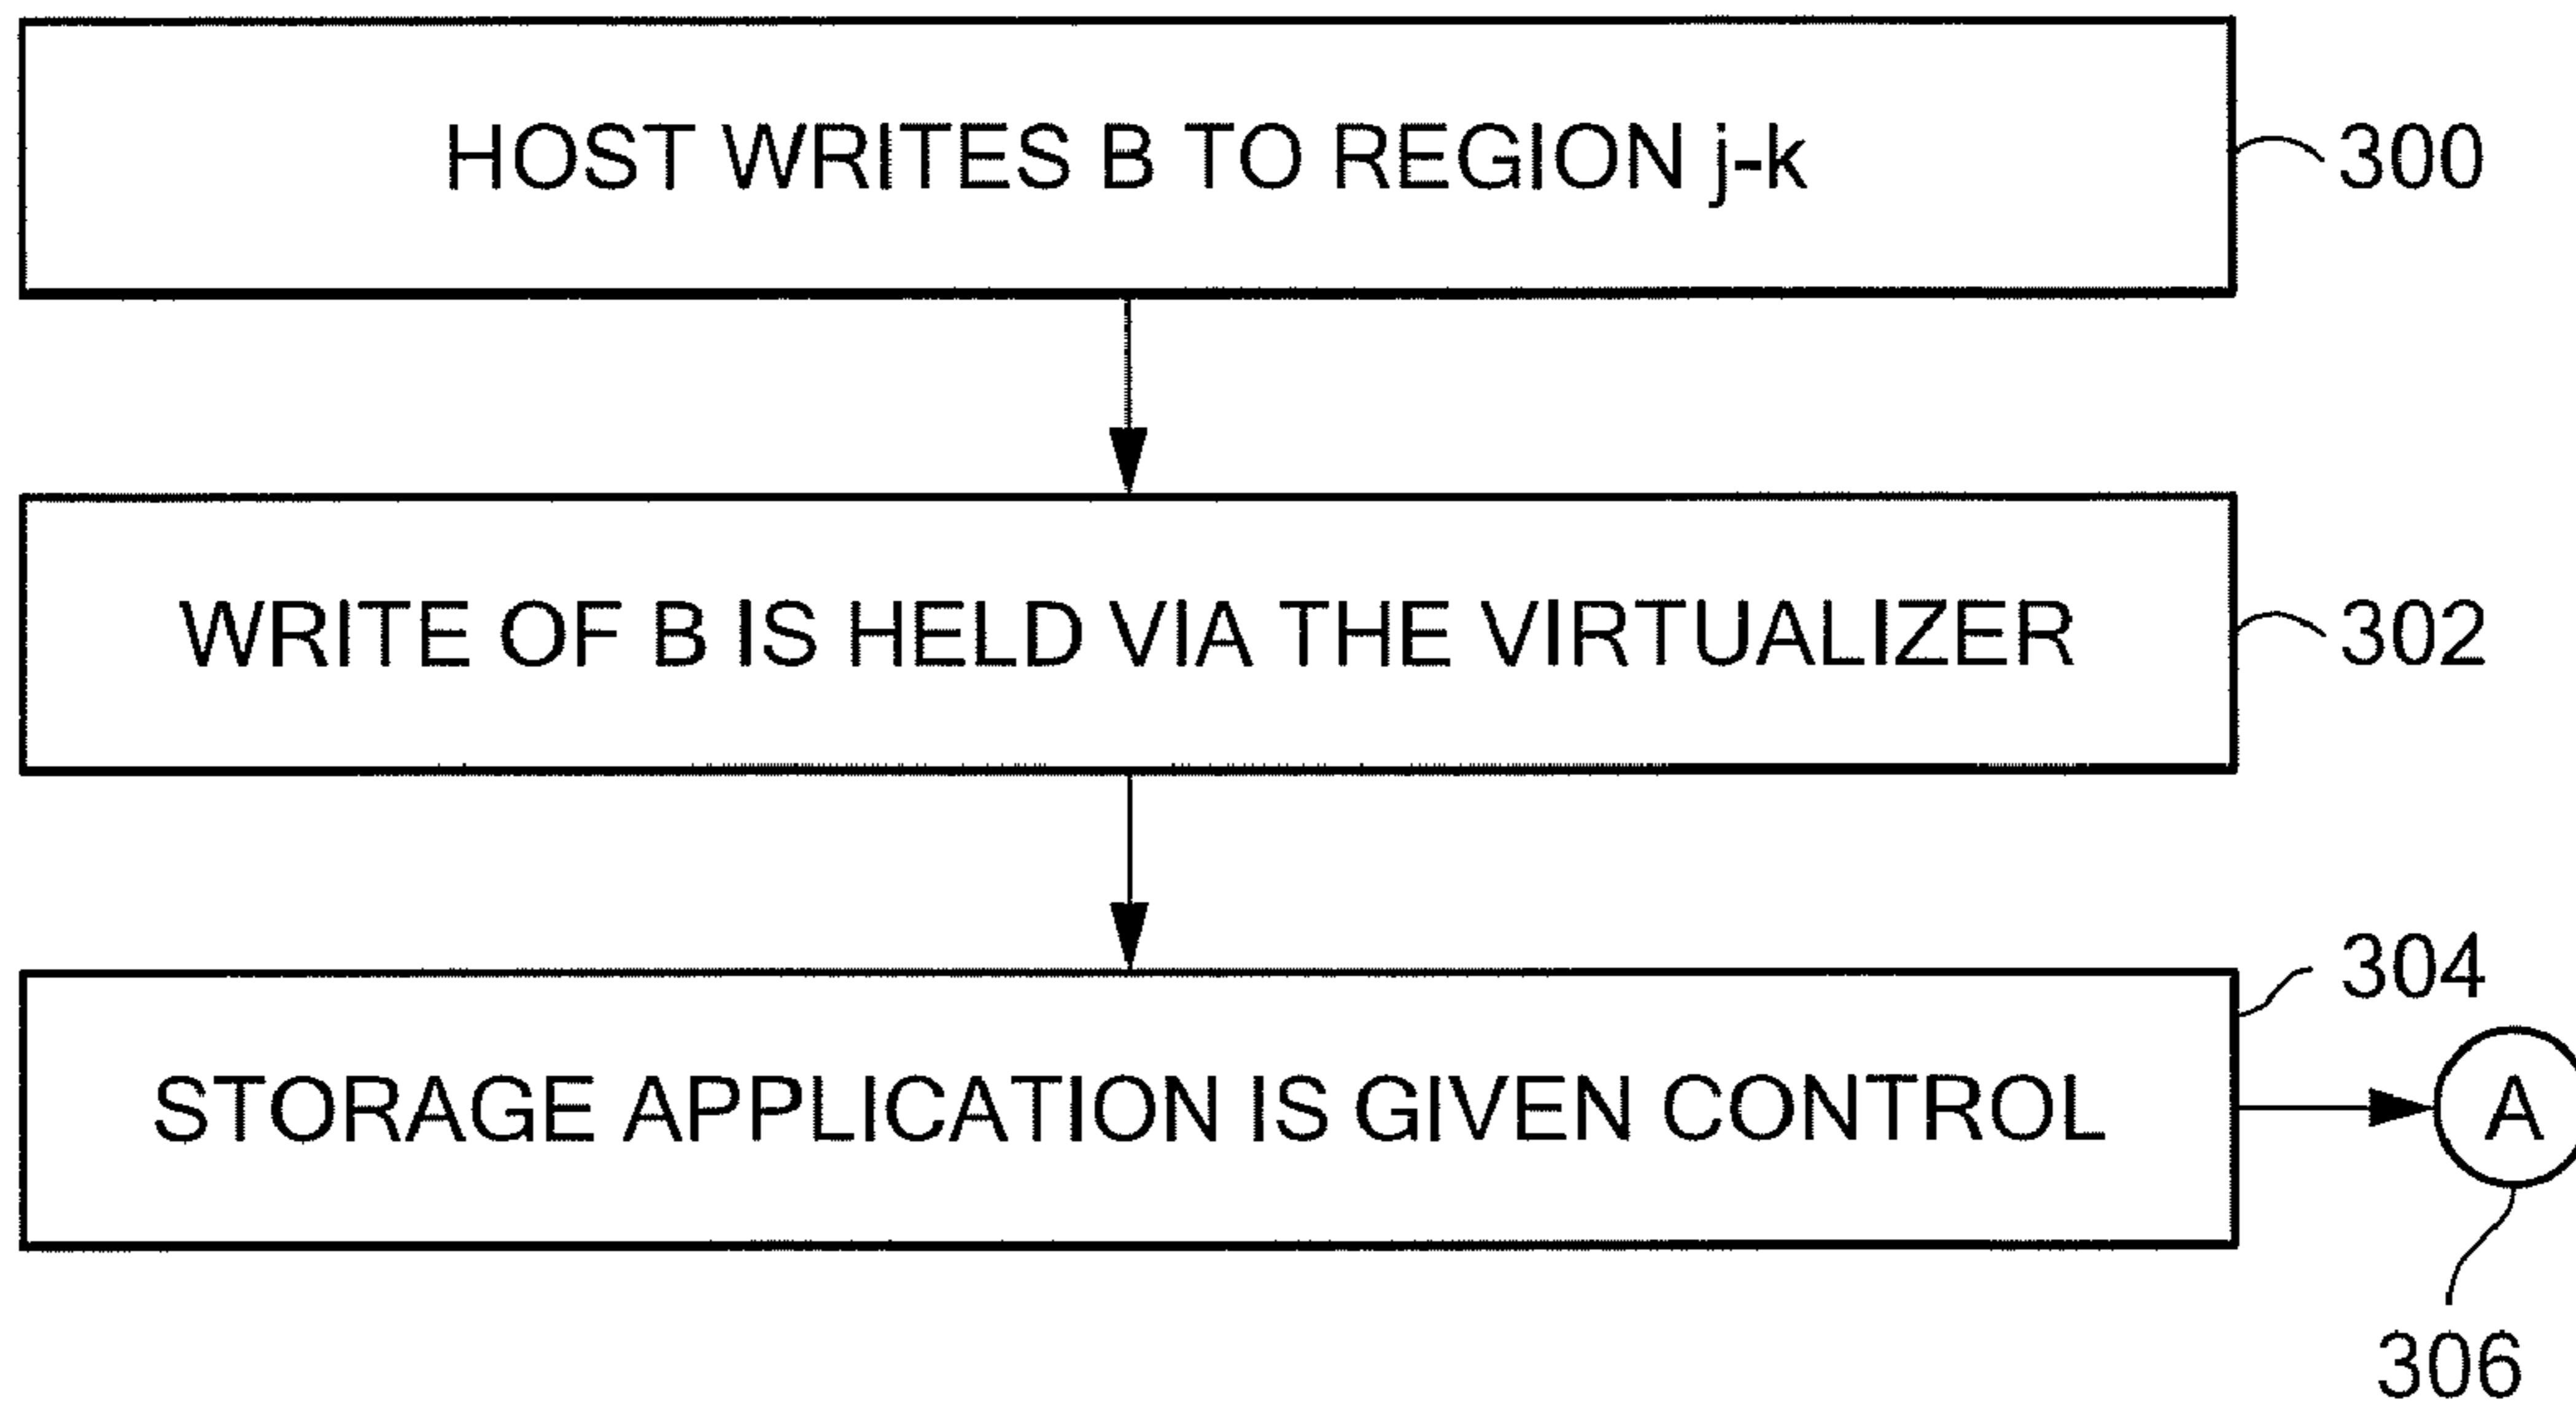 HOST WRITES B TO REGION j-k
300
WRITE OF B IS HELD VIA THE VIRTUALIZER
302
304
STORAGE APPLICATION IS GIVEN CONTROL
A
306